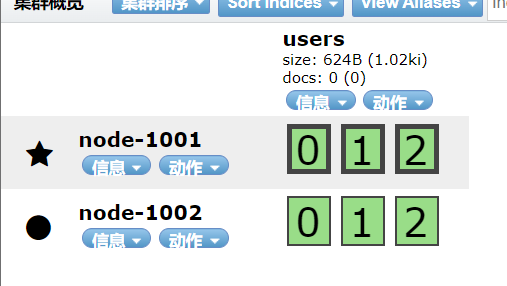 集群概览 集群排序 Sort Indices View Aliases
users
size: 624B (1.02ki)
docs: 0 (0)
信息 动作
node-1001
信息 动作
0 1 2
node-1002
信息 动作
0 1 2